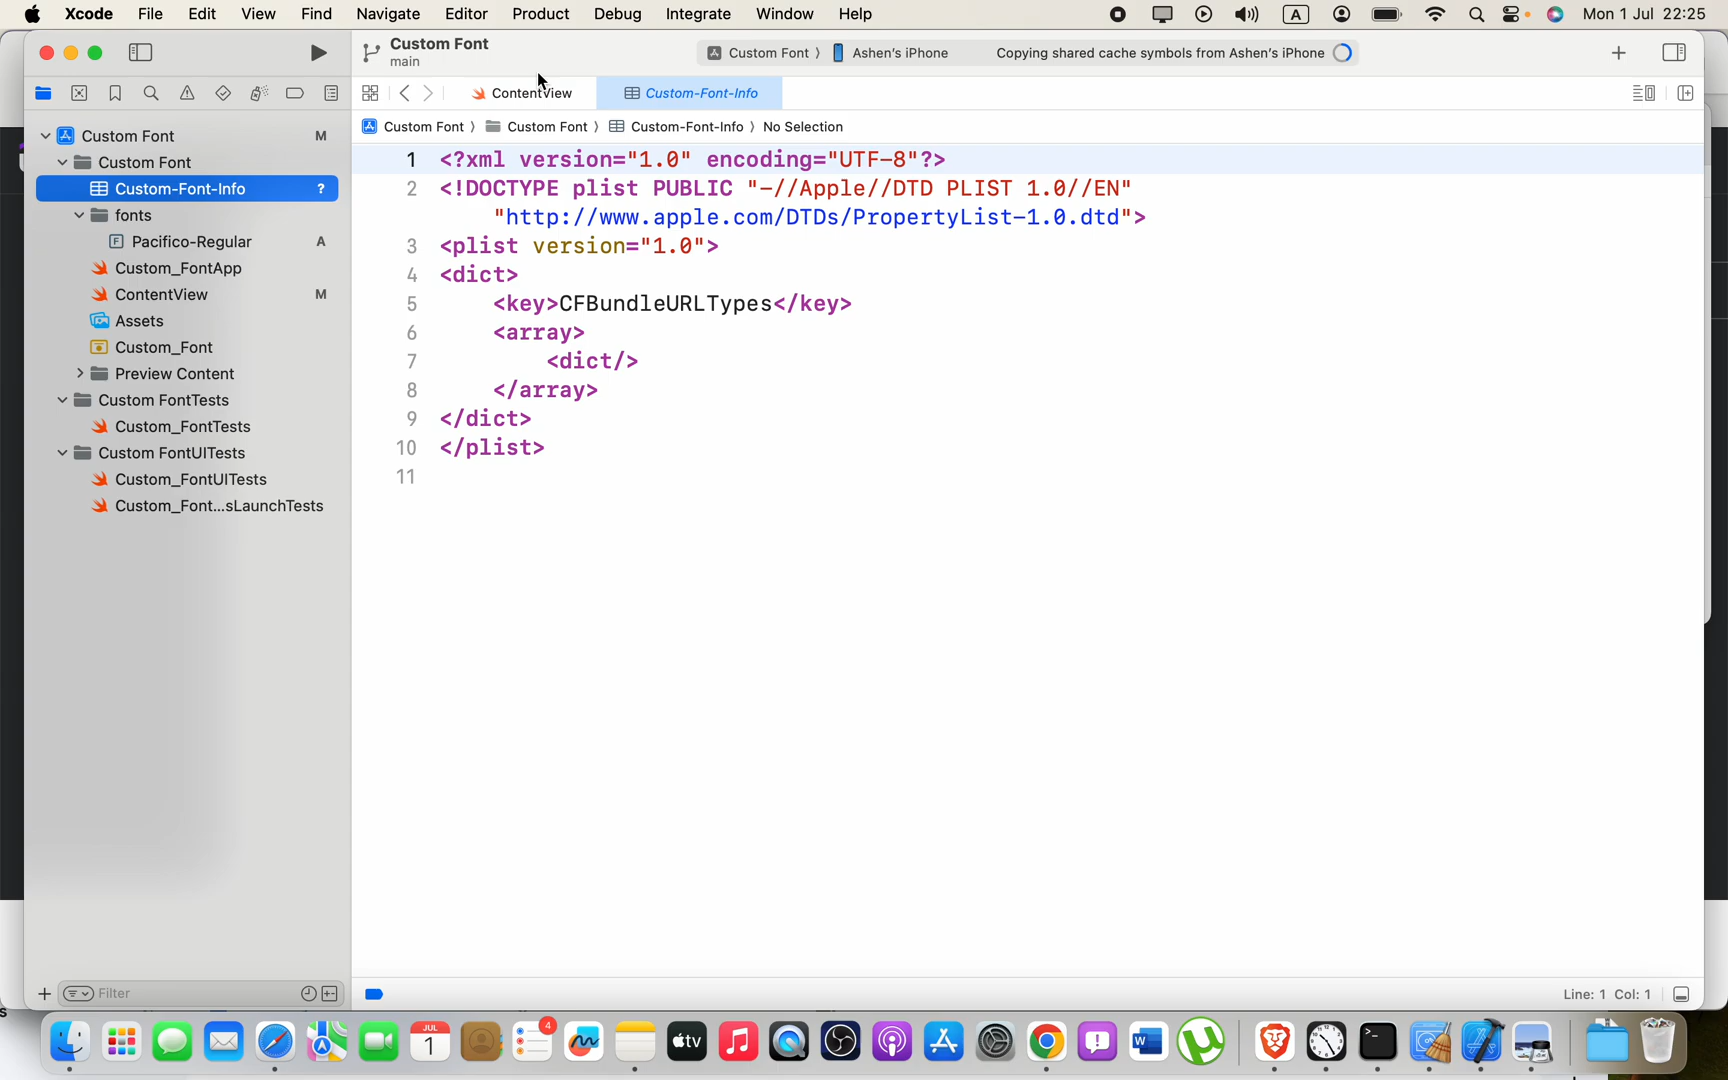 Xcode File Edit View Find Navigate Editor Product Debug Integrate Window Help A Mon 1 Jul 22:25
Custom Font
main
Custom Font 〉 Ashen's iPhone Copying shared cache symbols from Ashen's iPhone
ContentView Custom-Font-Info
Custom Font 〉 Custom Font 〉 Custom-Font-Info 〉 No Selection
Custom Font M
Custom Font
Custom-Font-Info ?
fonts
Pacifico-Regular A
Custom_FontApp
ContentView M
Assets
Custom_Font
Preview Content
Custom FontTests
Custom_FontTests
Custom FontUITests
Custom_FontUITests
Custom_Font...sLaunchTests
1 <?xml version="1.0" encoding="UTF-8"?>
2 <!DOCTYPE plist PUBLIC "-//Apple//DTD PLIST 1.0//EN"
"http://www.apple.com/DTDs/PropertyList-1.0.dtd">
3 <plist version="1.0">
4 <dict>
5 <key>CFBundleURLTypes</key>
6 <array>
7 <dict/>
8 </array>
9 </dict>
10 </plist>
11
Filter
Line: 1 Col: 1
JUL
1
4
tv
W